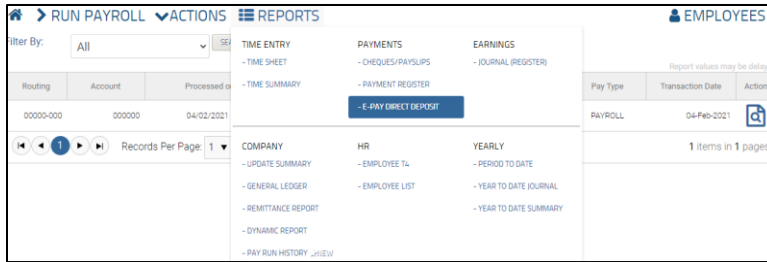 RUN PAYROLL ACTIONS REPORTS EMPLOYEES
Filter By: All
TIME ENTRY PAYMENTS EARNINGS
- TIME SHEET - CHEQUES/PAYSLIPS - JOURNAL (REGISTER)
Report values may be delay
- TIME SUMMARY - PAYMENT REGISTER
Routing Account Processed o Pay Type Transaction Date Action
- E-PAY DIRECT DEPOSIT
00000-000 000000 04/02/2021 PAYROLL 04-Feb-2021
1 Records Per Page: 1 1 items in 1 pages
COMPANY HR YEARLY
- UPDATE SUMMARY - EMPLOYEE T4 - PERIOD TO DATE
- GENERAL LEDGER - EMPLOYEE LIST - YEAR TO DATE JOURNAL
- REMITTANCE REPORT - YEAR TO DATE SUMMARY
- DYNAMIC REPORT
- PAY RUN HISTORY NEW